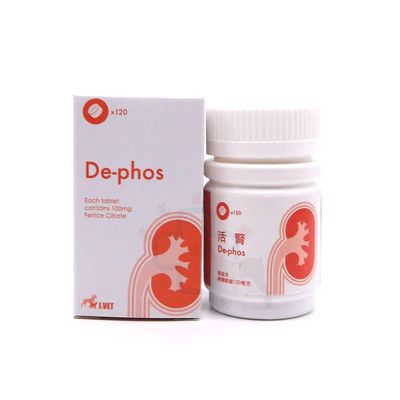 x120
De-phos
Each tablet
contains 100mg
Ferrice Citrate
J.VET
x120
活腎
De-phos